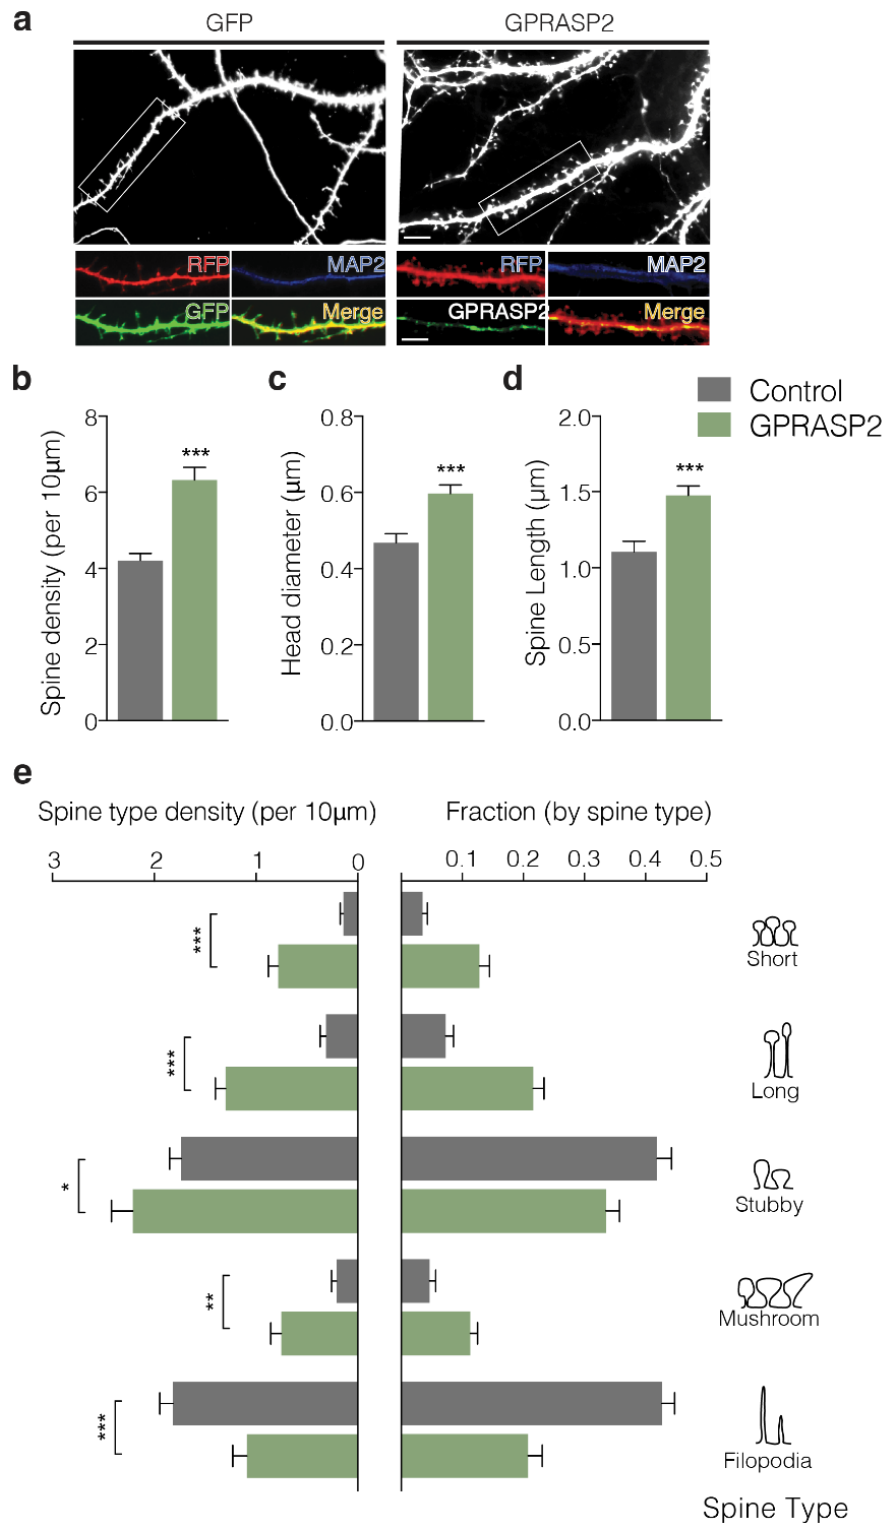 a
GFP
GPRASP2
RFP
MAP2
GFP
Merge
RFP
MAP2
GPRASP2
Merge
b
c
d
Control
GPRASP2
Spine density (per 10µm)
8
6
4
2
0
***
Head diameter (µm)
0.8
0.6
0.4
0.2
0.0
***
Spine Length (µm)
2.0
1.5
1.0
0.5
0.0
***
e
Spine type density (per 10µm)
Fraction (by spine type)
3 2 1 0
0.1 0.2 0.3 0.4 0.5
***
Short
***
Long
*
Stubby
**
Mushroom
***
Filopodia
Spine Type